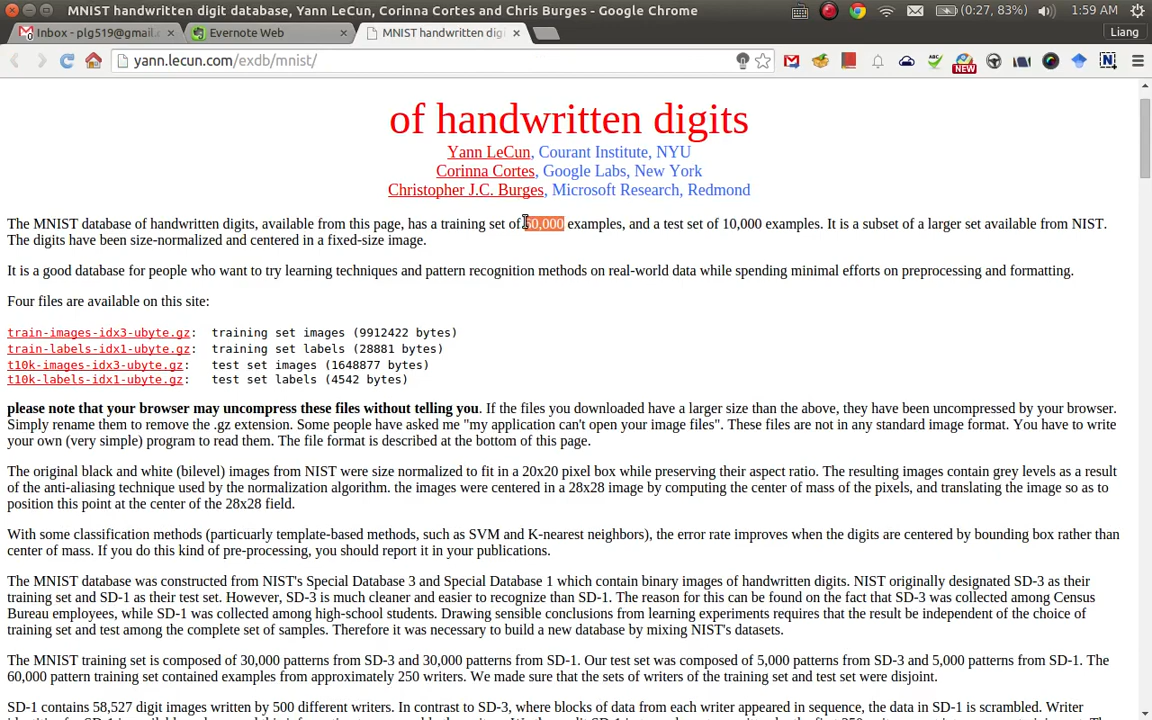 MNIST handwritten digit database, Yann LeCun, Corinna Cortes and Chris Burges - Google Chrome
(0:27, 83%)
1:59 AM
Inbox - plg519@gmail.c
Evernote Web
MNIST handwritten dig
Liang
yann.lecun.com/exdb/mnist/
NEW
of handwritten digits
Yann LeCun, Courant Institute, NYU
Corinna Cortes, Google Labs, New York
Christopher J.C. Burges, Microsoft Research, Redmond
The MNIST database of handwritten digits, available from this page, has a training set of 60,000 examples, and a test set of 10,000 examples. It is a subset of a larger set available from NIST.
The digits have been size-normalized and centered in a fixed-size image.
It is a good database for people who want to try learning techniques and pattern recognition methods on real-world data while spending minimal efforts on preprocessing and formatting.
Four files are available on this site:
train-images-idx3-ubyte.gz: training set images (9912422 bytes)
train-labels-idx1-ubyte.gz: training set labels (28881 bytes)
t10k-images-idx3-ubyte.gz: test set images (1648877 bytes)
t10k-labels-idx1-ubyte.gz: test set labels (4542 bytes)
please note that your browser may uncompress these files without telling you. If the files you downloaded have a larger size than the above, they have been uncompressed by your browser.
Simply rename them to remove the .gz extension. Some people have asked me "my application can't open your image files". These files are not in any standard image format. You have to write
your own (very simple) program to read them. The file format is described at the bottom of this page.
The original black and white (bilevel) images from NIST were size normalized to fit in a 20x20 pixel box while preserving their aspect ratio. The resulting images contain grey levels as a result
of the anti-aliasing technique used by the normalization algorithm. the images were centered in a 28x28 image by computing the center of mass of the pixels, and translating the image so as to
position this point at the center of the 28x28 field.
With some classification methods (particuarly template-based methods, such as SVM and K-nearest neighbors), the error rate improves when the digits are centered by bounding box rather than
center of mass. If you do this kind of pre-processing, you should report it in your publications.
The MNIST database was constructed from NIST's Special Database 3 and Special Database 1 which contain binary images of handwritten digits. NIST originally designated SD-3 as their
training set and SD-1 as their test set. However, SD-3 is much cleaner and easier to recognize than SD-1. The reason for this can be found on the fact that SD-3 was collected among Census
Bureau employees, while SD-1 was collected among high-school students. Drawing sensible conclusions from learning experiments requires that the result be independent of the choice of
training set and test among the complete set of samples. Therefore it was necessary to build a new database by mixing NIST's datasets.
The MNIST training set is composed of 30,000 patterns from SD-3 and 30,000 patterns from SD-1. Our test set was composed of 5,000 patterns from SD-3 and 5,000 patterns from SD-1. The
60,000 pattern training set contained examples from approximately 250 writers. We made sure that the sets of writers of the training set and test set were disjoint.
SD-1 contains 58,527 digit images written by 500 different writers. In contrast to SD-3, where blocks of data from each writer appeared in sequence, the data in SD-1 is scrambled. Writer